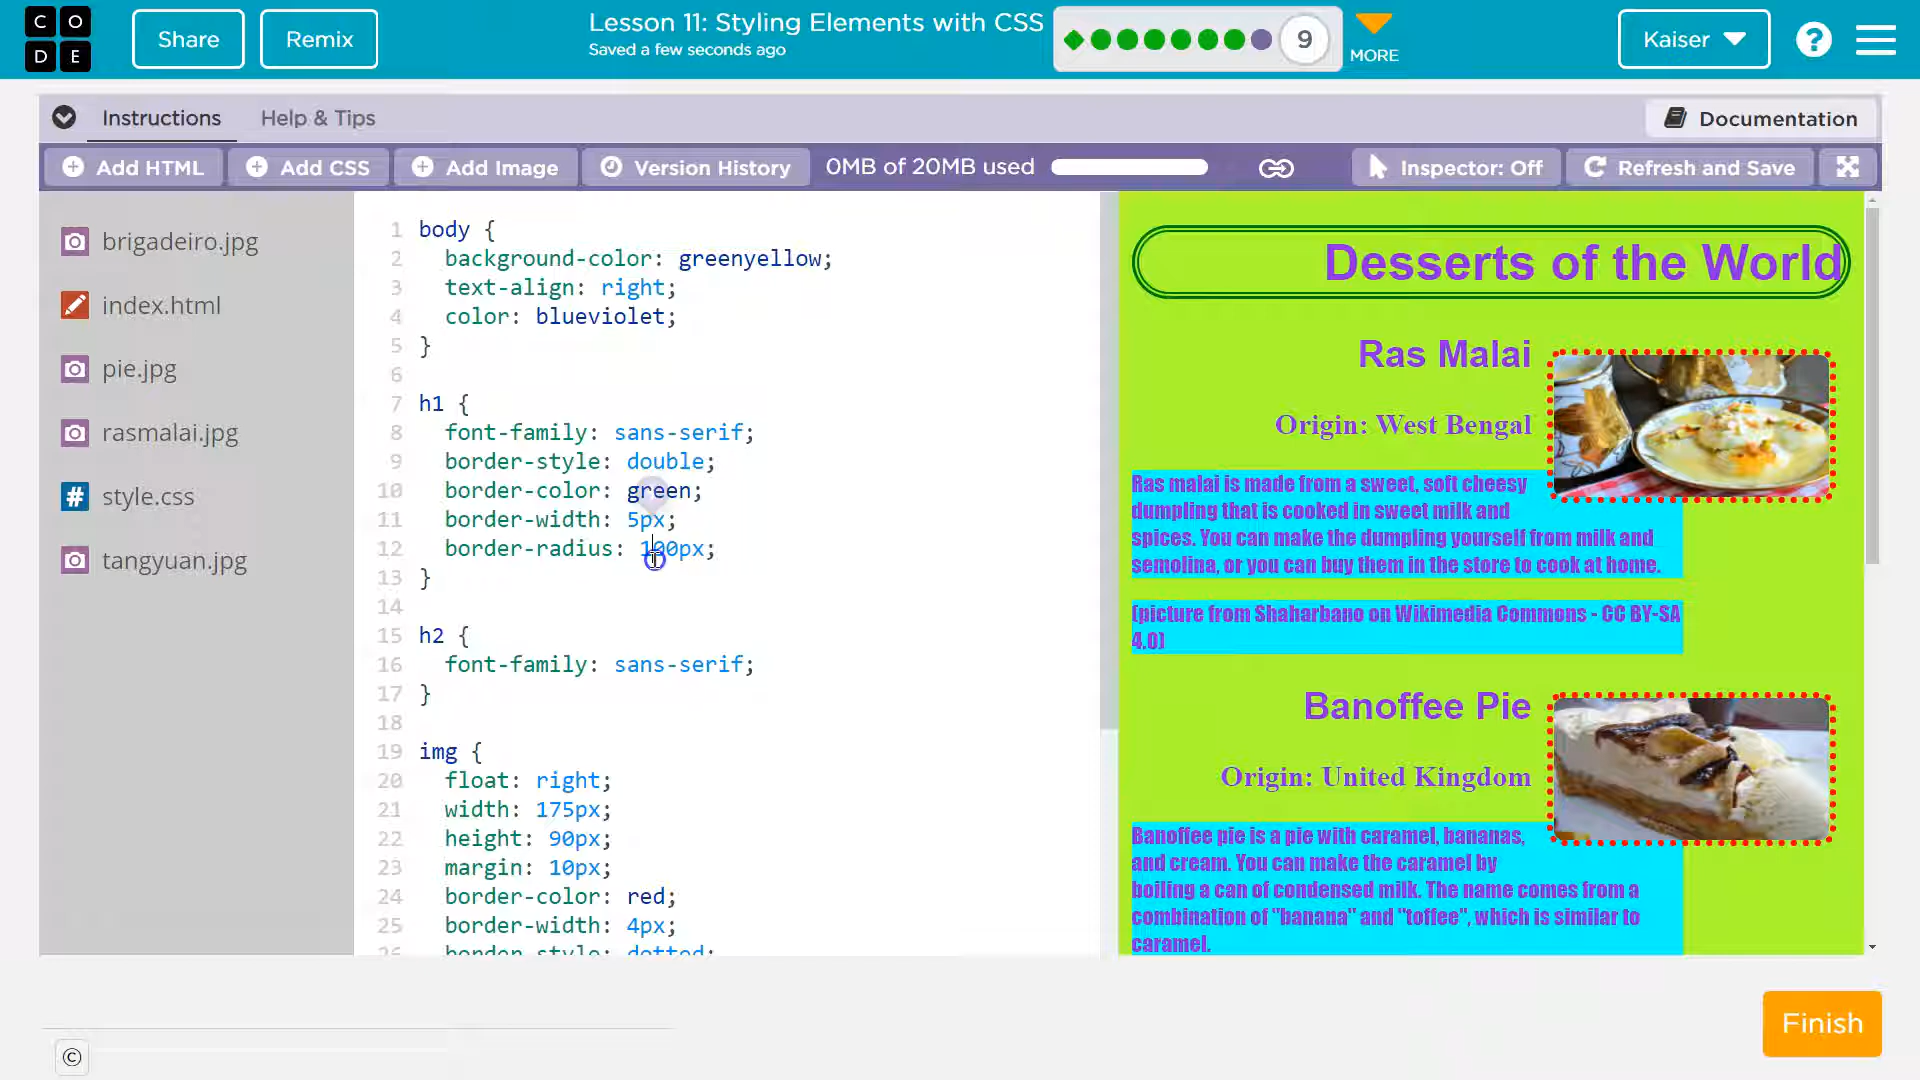 CODE
Share
Remix
Lesson 11: Styling Elements with CSS
Saved a few seconds ago
9
MORE
Kaiser
?
Instructions
Help & Tips
Documentation
Add HTML
Add CSS
Add Image
Version History
0MB of 20MB used
Inspector: Off
Refresh and Save
brigadeiro.jpg
index.html
pie.jpg
rasmalai.jpg
# style.css
tangyuan.jpg
1 body {
2 background-color: greenyellow;
3 text-align: right;
4 color: blueviolet;
5 }
6
7 h1 {
8 font-family: sans-serif;
9 border-style: double;
10 border-color: green;
11 border-width: 5px;
12 border-radius: 100px;
13 }
14
15 h2 {
16 font-family: sans-serif;
17 }
18
19 img {
20 float: right;
21 width: 175px;
22 height: 90px;
23 margin: 10px;
24 border-color: red;
25 border-width: 4px;
26 border-style: dotted;
Desserts of the World
Ras Malai
Origin: West Bengal
Ras malai is made from a sweet, soft cheesy
dumpling that is cooked in sweet milk and
spices. You can make the dumpling yourself from milk and
semolina, or you can buy them in the store to cook at home.
(picture from Shaharbano on Wikimedia Commons - CC BY-SA
4.0)
Banoffee Pie
Origin: United Kingdom
Banoffee pie is a pie with caramel, bananas,
and cream. You can make the caramel by
boiling a can of condensed milk. The name comes from a
combination of "banana" and "toffee", which is similar to
caramel.
Finish
©